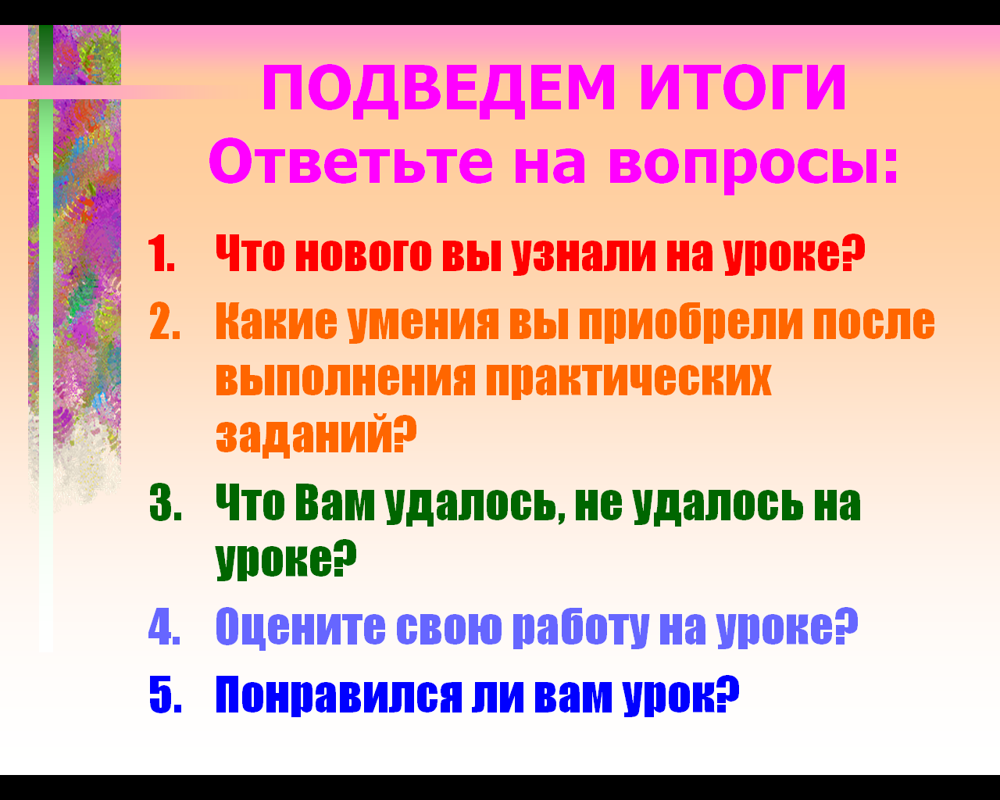 ПОДВЕДЕМ ИТОГИ
Ответьте на вопросы:
1. Что нового вы узнали на уроке?
2. Какие умения вы приобрели после
выполнения практических
заданий?
3. Что Вам удалось, не удалось на
уроке?
4. Оцените свою работу на уроке?
5. Понравился ли вам урок?